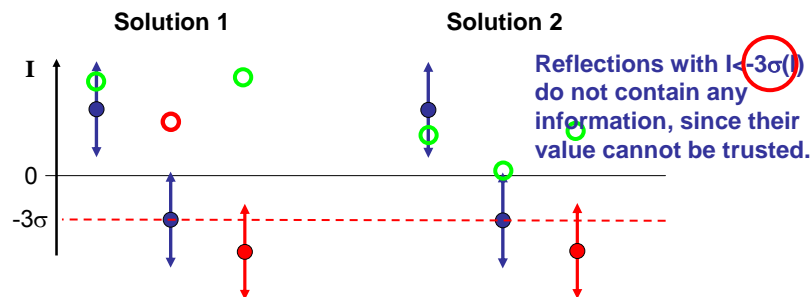 Solution 1
Solution 2
I
Reflections with I<-3σ(I)
do not contain any
information, since their
value cannot be trusted.
0
-3σ